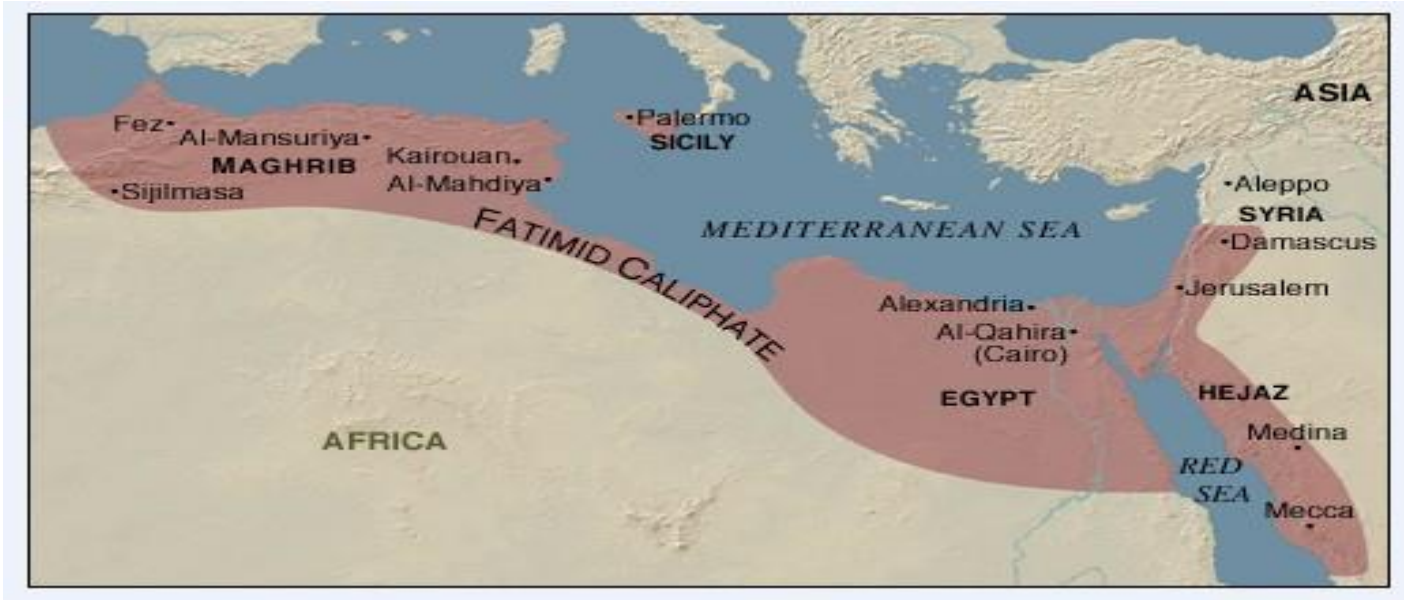 ASIA
Fez
Al-Mansuriya
MAGHRIB
Kairouan
Al-Mahdiya
Sijilmasa
Palermo
SICILY
Aleppo
SYRIA
Damascus
FATIMID CALIPHATE
MEDITERRANEAN SEA
Jerusalem
Alexandria
Al-Qahira
(Cairo)
EGYPT
HEJAZ
AFRICA
Medina
RED
SEA
Mecca